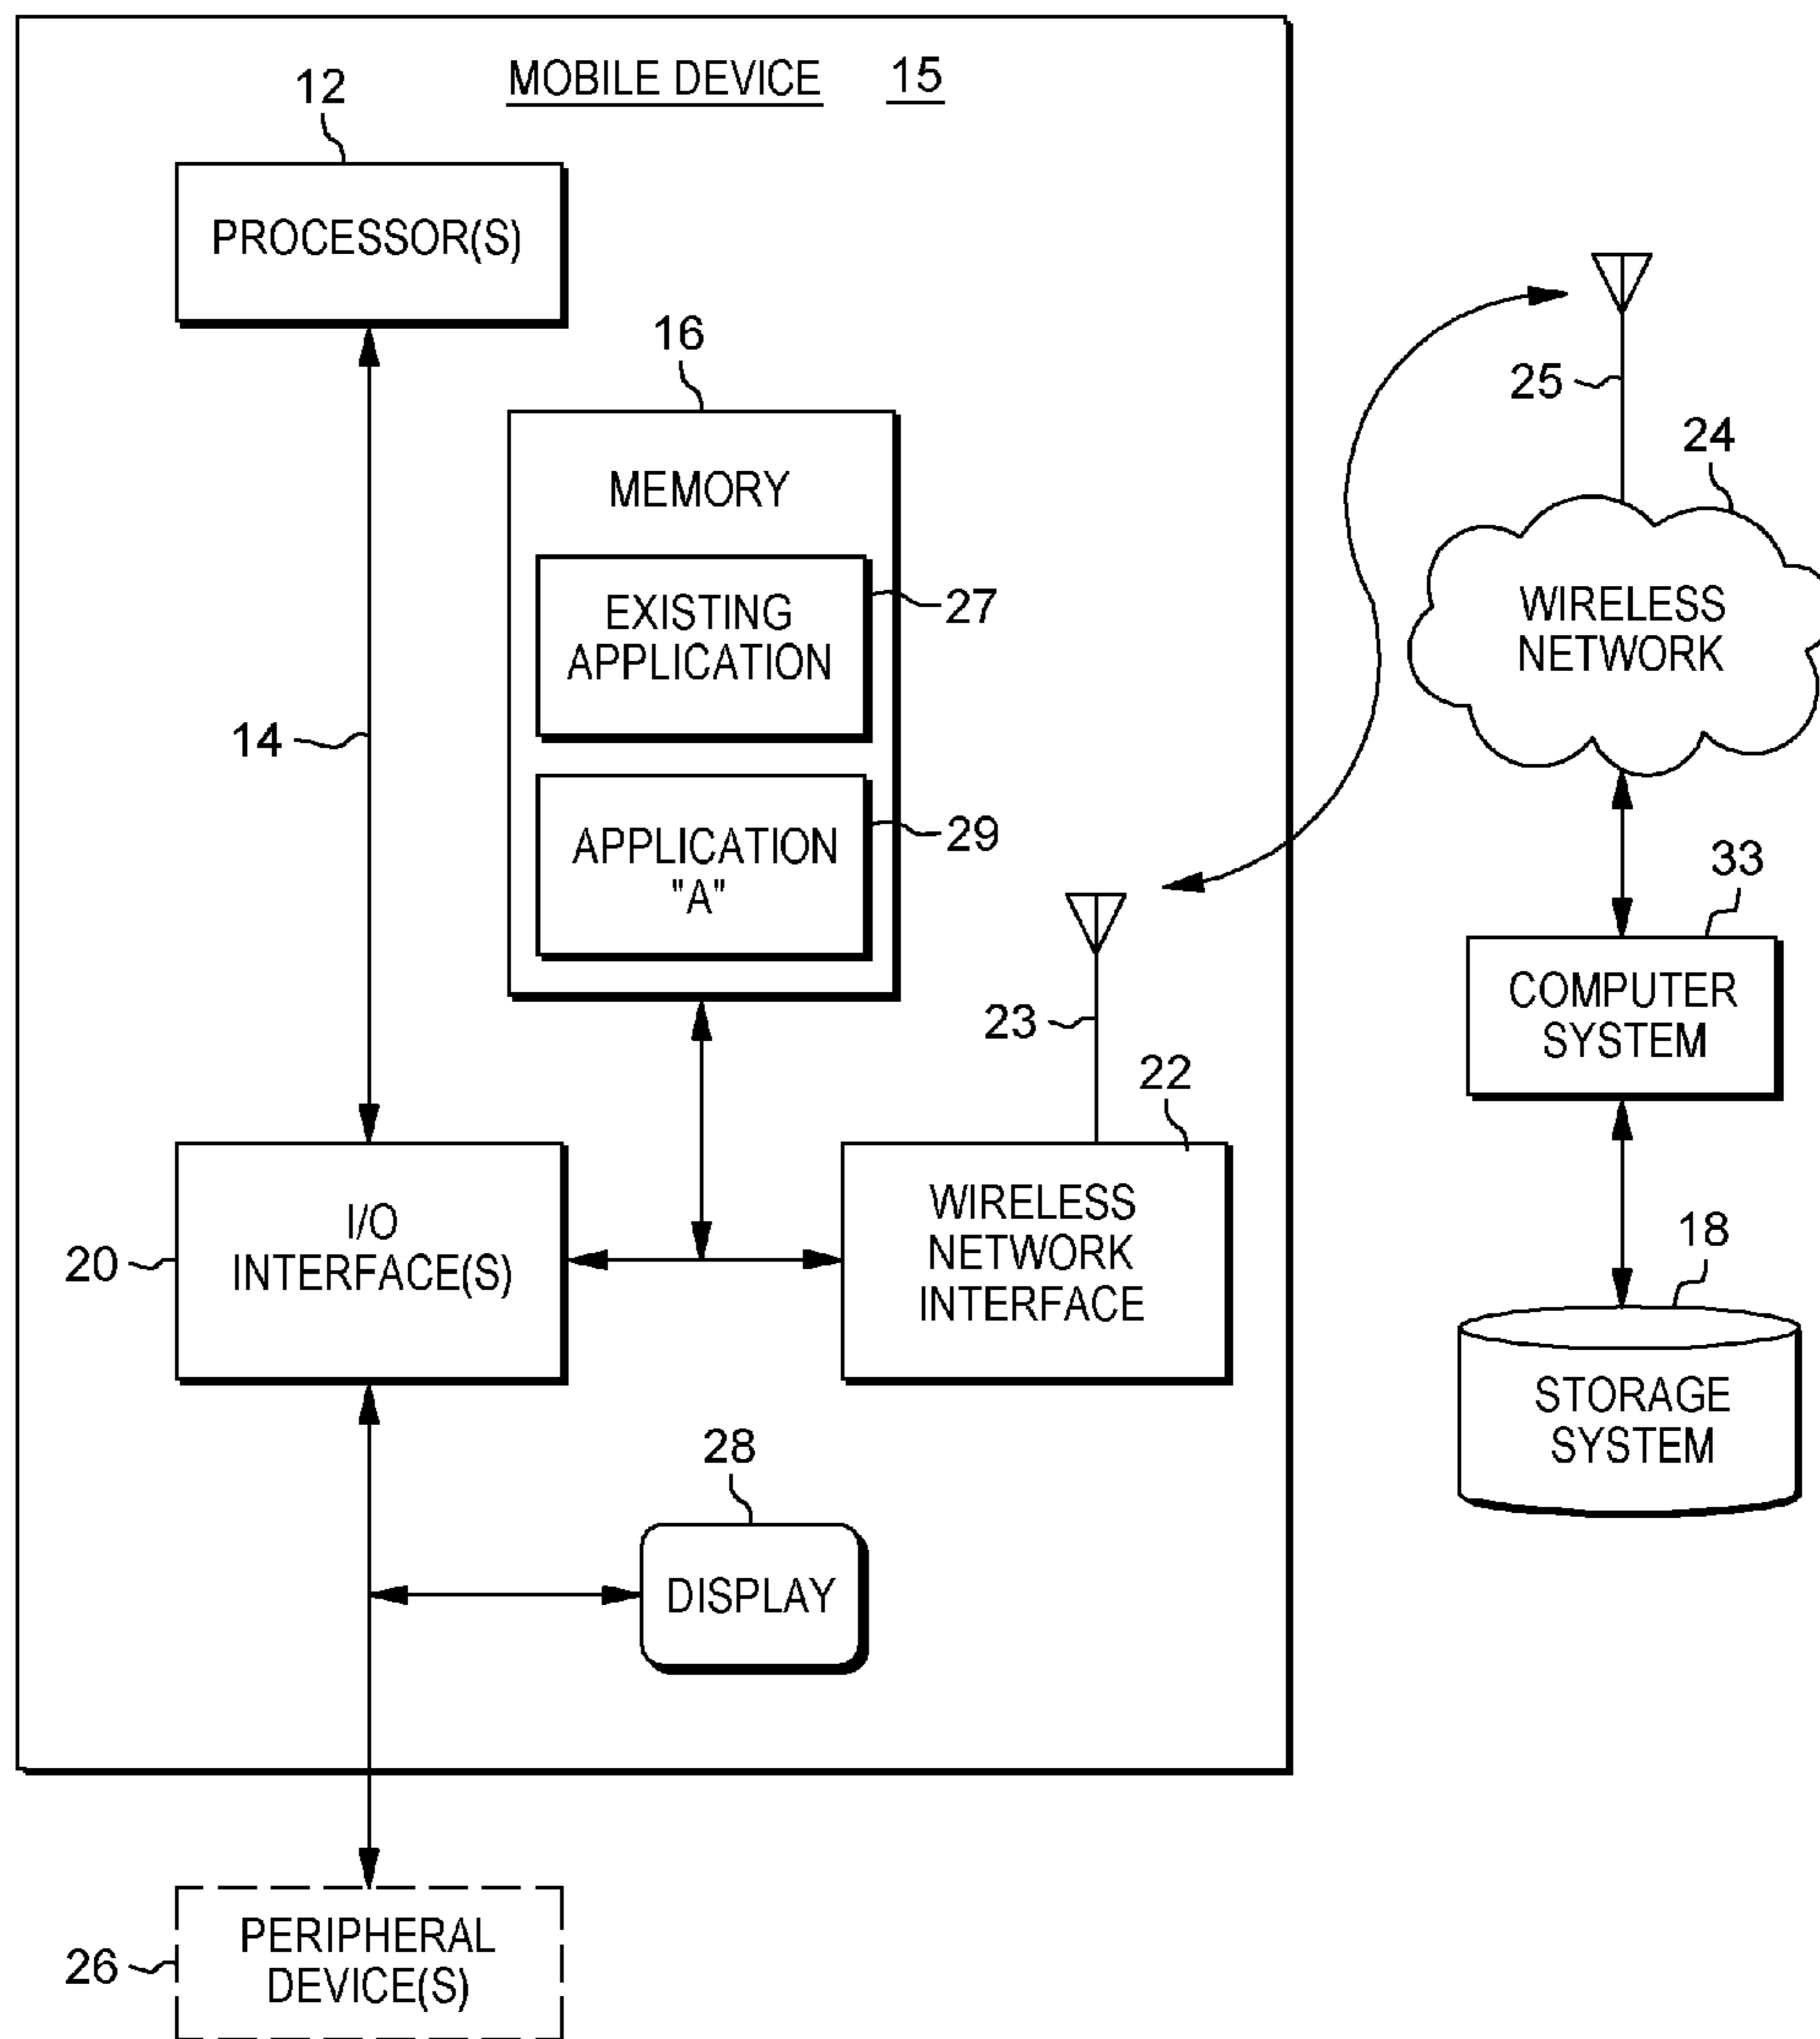 MOBILE DEVICE 15
12
PROCESSOR(S)
16
MEMORY
EXISTING
APPLICATION
27
APPLICATION
"A"
29
14
25
24
WIRELESS
NETWORK
33
COMPUTER
SYSTEM
23
22
I/O
INTERFACE(S)
20
WIRELESS
NETWORK
INTERFACE
18
STORAGE
SYSTEM
28
DISPLAY
PERIPHERAL
DEVICE(S)
26